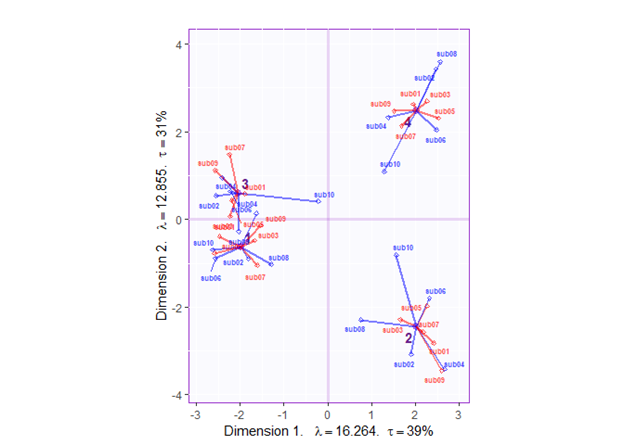 4
2
0
-2
-4
-3
-2
-1
0
1
2
3
Dimension 1. λ = 16.264. τ = 39%
Dimension 2. λ = 12.855. τ = 31%
sub08
sub02
sub01
sub03
sub09
sub05
sub04
4
sub07
sub06
sub10
sub07
sub09
3
sub01
sub10
sub04
sub02
sub06
sub09
sub03
sub10
sub02
sub08
sub06
sub07
sub10
sub06
sub05
sub08
sub03
sub07
2
sub01
sub02
sub04
sub09